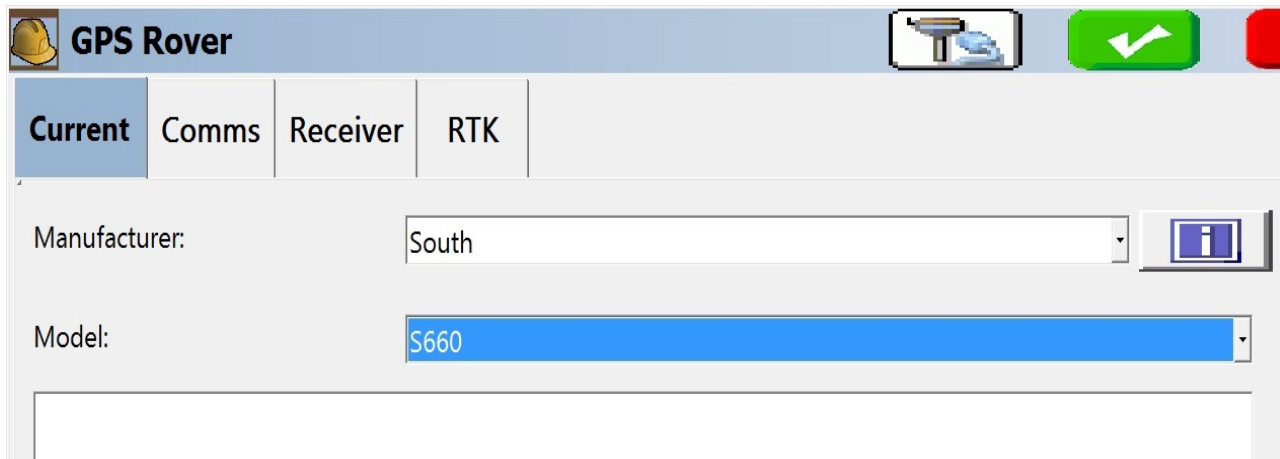 GPS Rover
Current Comms Receiver RTK
Manufacturer: South
Model: S660